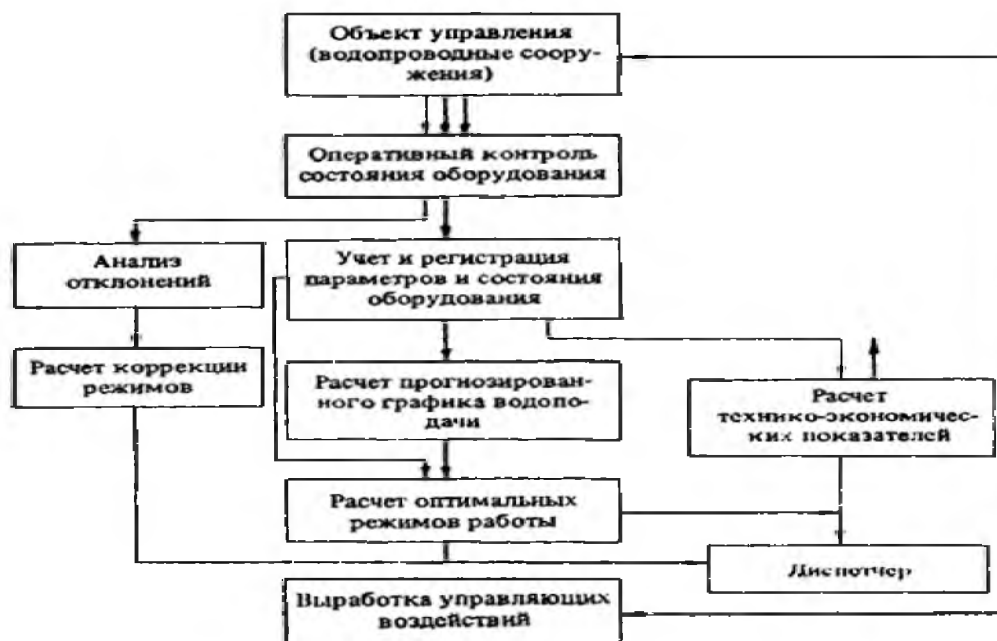 Объект управления
(водопроводные соору-
жения)
Оперативный контроль
состояния оборудования
Анализ
отклонений
Учет и регистрация
параметров и состояния
оборудования
Расчет коррекции
режимов
Расчет прогнозирован-
ного графика водопо-
дачи
Расчет
технико-экономичес-
ких показателей
Расчет оптимальных
режимов работы
Диспетчер
Выработка управляющих
воздействий